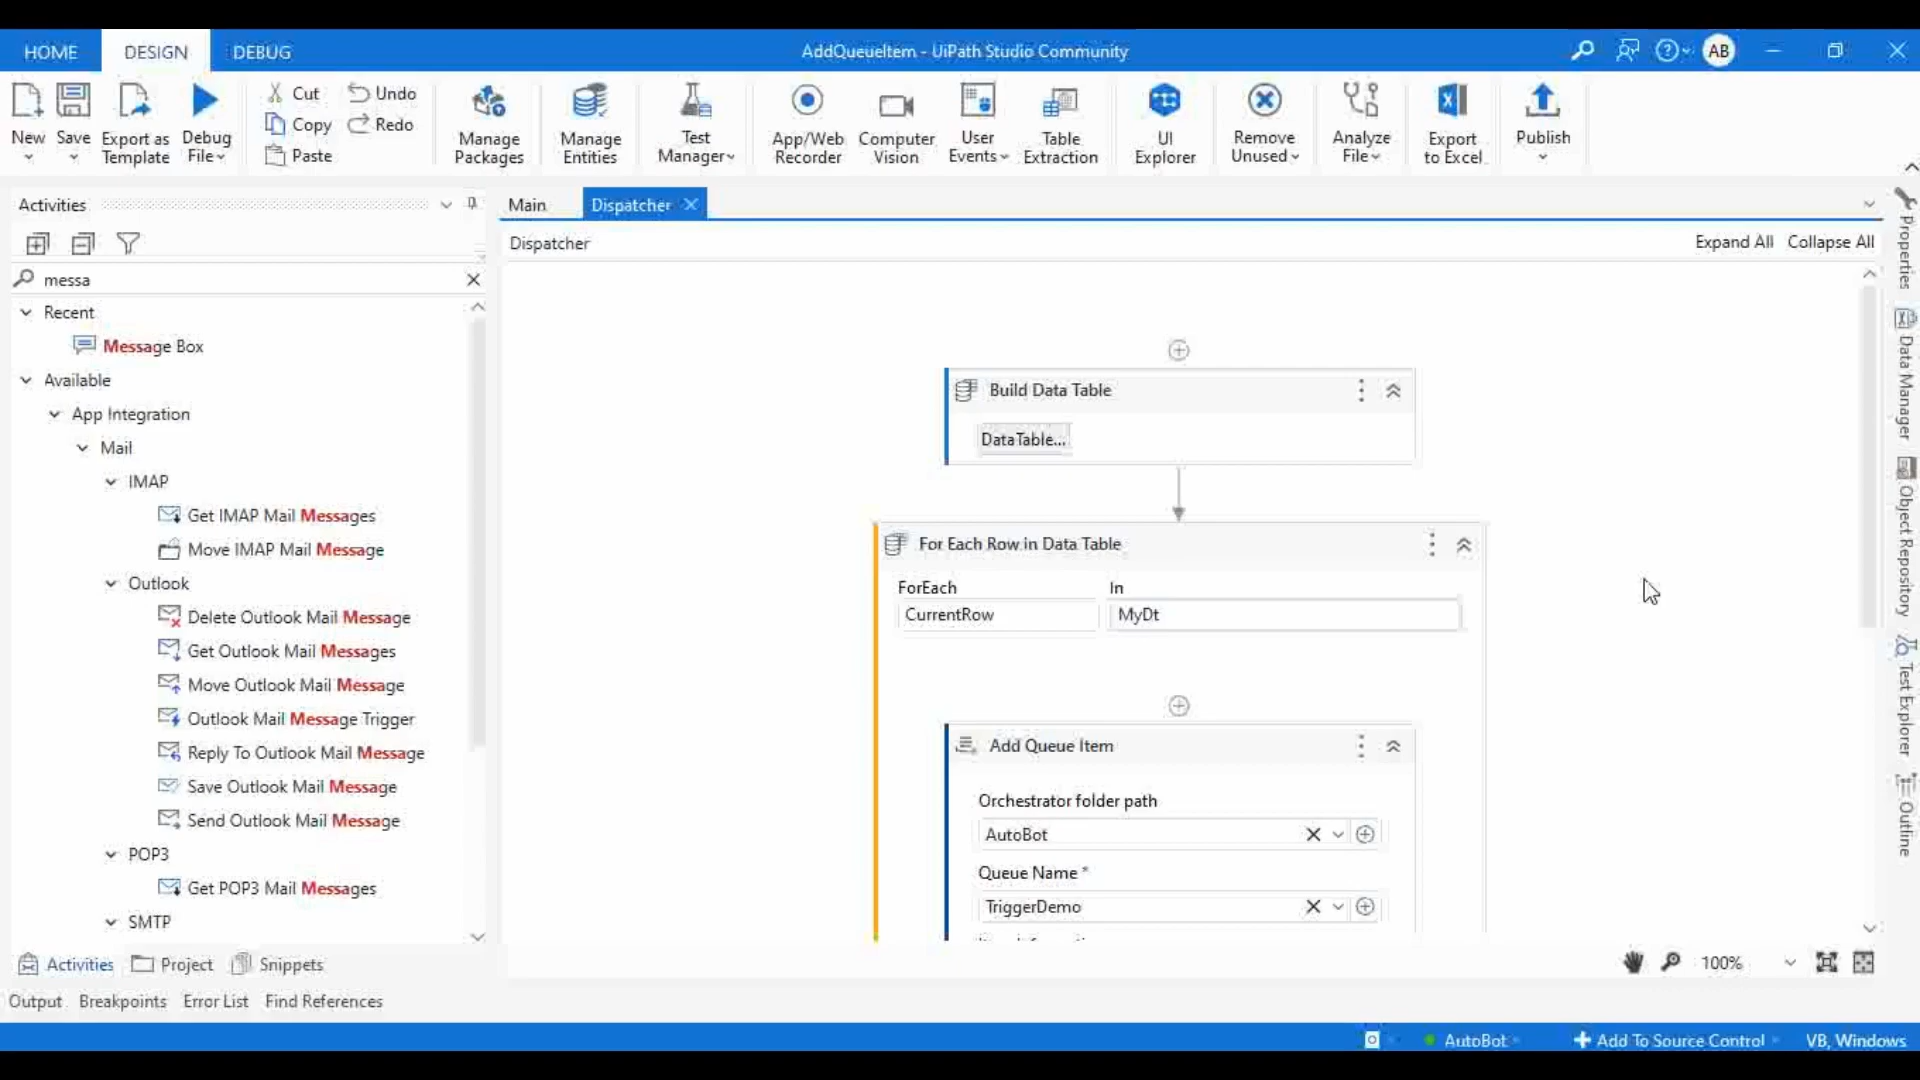 HOME DESIGN DEBUG AddQueueItem - UiPath Studio Community AB
New Save Export as Template Debug File Cut Copy Paste Undo Redo Manage Packages Manage Entities Test Manager App/Web Recorder Computer Vision User Events Table Extraction UI Explorer Remove Unused Analyze File Export to Excel Publish
Activities
messa
Recent
Message Box
Available
App Integration
Mail
IMAP
Get IMAP Mail Messages
Move IMAP Mail Message
Outlook
Delete Outlook Mail Message
Get Outlook Mail Messages
Move Outlook Mail Message
Outlook Mail Message Trigger
Reply To Outlook Mail Message
Save Outlook Mail Message
Send Outlook Mail Message
POP3
Get POP3 Mail Messages
SMTP
Activities Project Snippets
Main Dispatcher
Dispatcher Expand All Collapse All
Build Data Table
DataTable...
For Each Row in Data Table
ForEach In
CurrentRow MyDt
Add Queue Item
Orchestrator folder path
AutoBot
Queue Name *
TriggerDemo
100%
Properties
Data Manager
Object Repository
Test Explorer
Outline
Output Breakpoints Error List Find References
AutoBot Add To Source Control VB, Windows